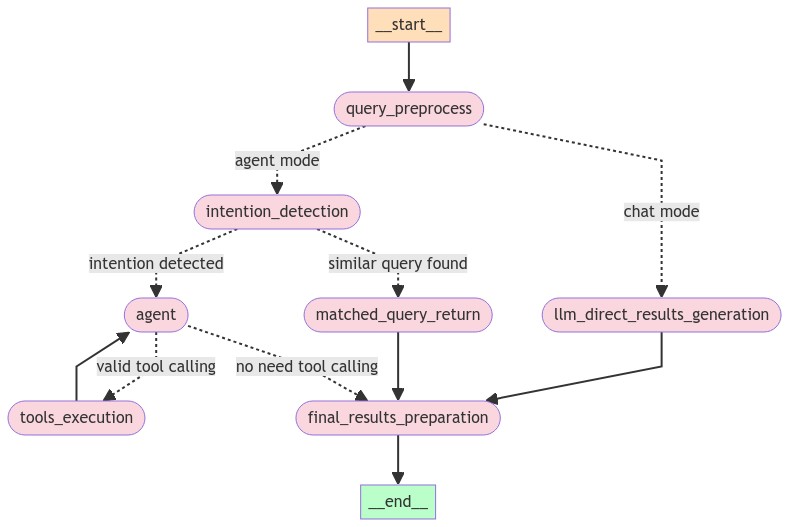 __start__
query_preprocess
agent mode
intention_detection
chat mode
intention detected
similar query found
agent
matched_query_return
llm_direct_results_generation
valid tool calling
no need tool calling
tools_execution
final_results_preparation
__end__